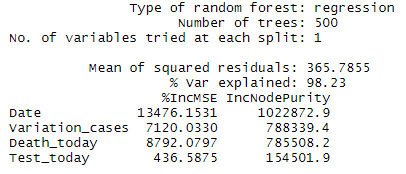 Type of random forest: regression
Number of trees: 500
No. of variables tried at each split: 1
Mean of squared residuals: 365.7855
% Var explained: 98.23
%IncMSE IncNodePurity
Date 13476.1531 1022872.9
Variation_cases 7120.0330 788339.4
Death_today 8792.0797 785508.2
Test_today 436.5875 154501.9